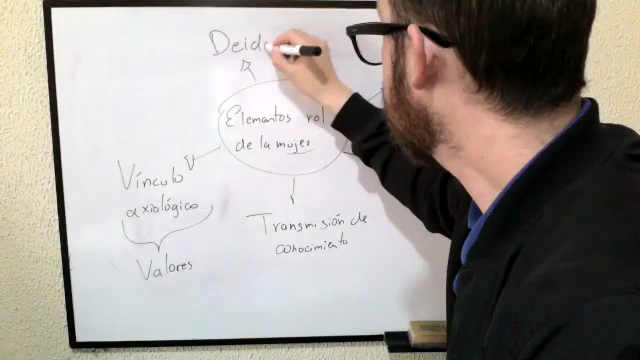 Deid
Elementos rol
de la mujer
Vínculo
axiológico
Valores
Transmisión de
conocimiento